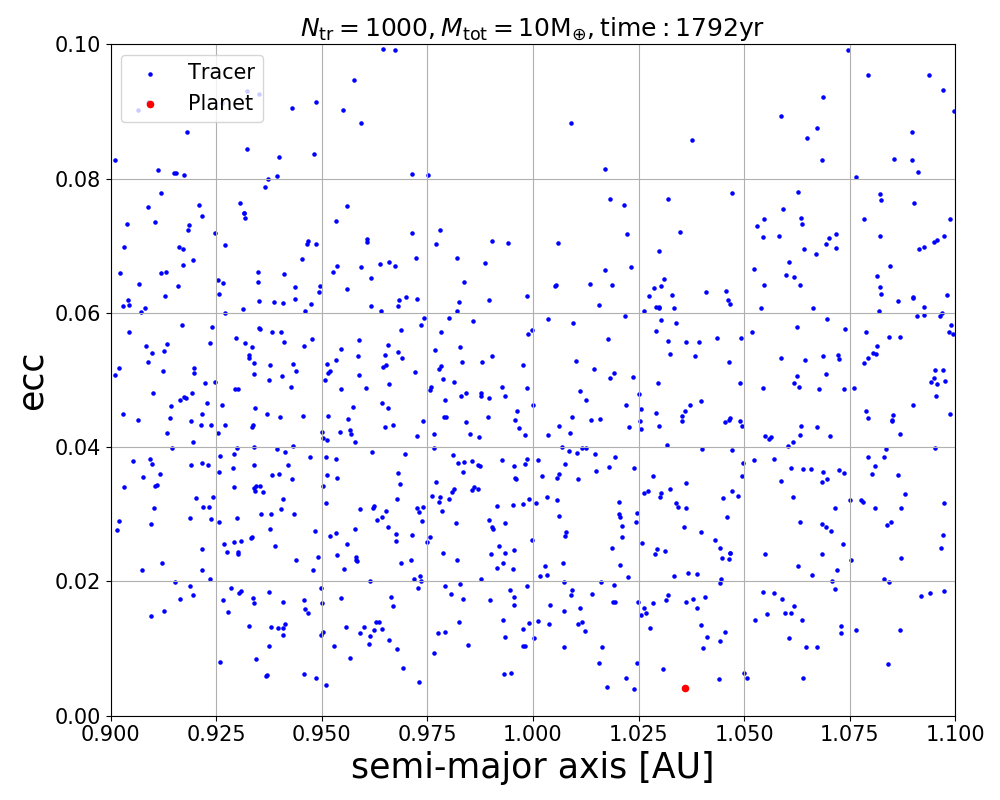 N_tr = 1000, M_tot = 10M_⊕, time : 1792yr
Tracer
Planet
0.10
0.08
0.06
0.04
0.02
0.00
ecc
0.900 0.925 0.950 0.975 1.000 1.025 1.050 1.075 1.100
semi-major axis [AU]